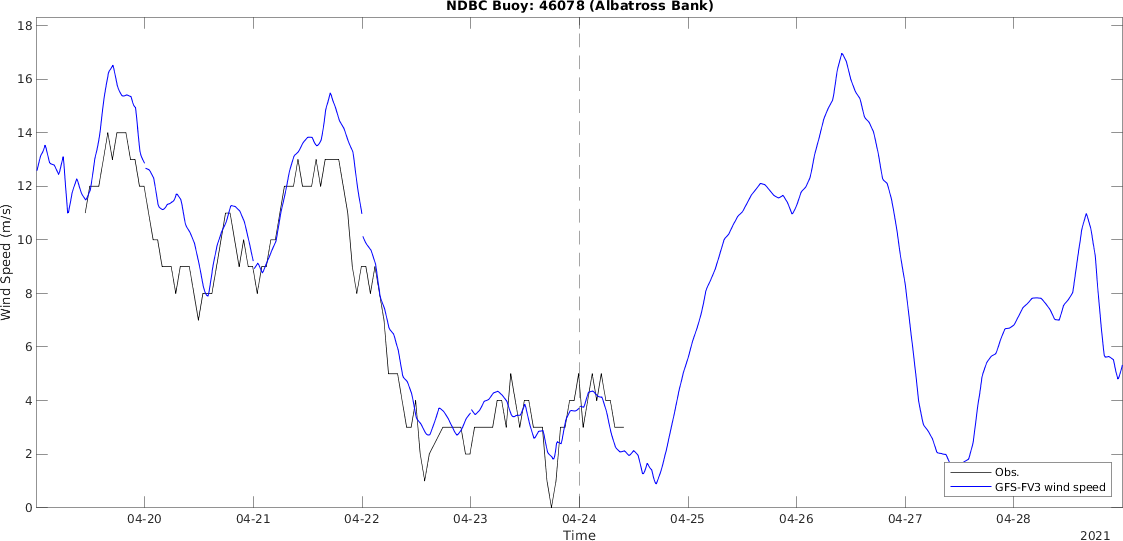 NDBC Buoy: 46078 (Albatross Bank)
18
16
14
12
10
8
6
4
2
0
Wind Speed (m/s)
04-20 04-21 04-22 04-23 04-24 04-25 04-26 04-27 04-28
Time
2021
Obs.
GFS-FV3 wind speed